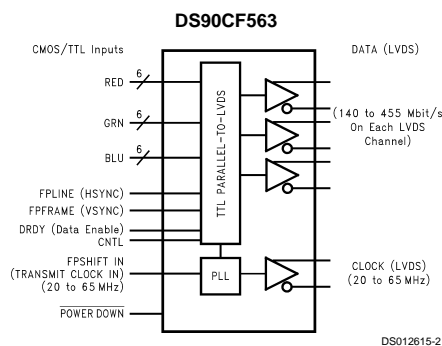 DS90CF563
CMOS/TTL Inputs
DATA (LVDS)
RED
6
GRN
6
BLU
6
TTL PARALLEL-TO-LVDS
(140 to 455 Mbit/s
On Each LVDS
Channel)
FPLINE (HSYNC)
FPFRAME (VSYNC)
DRDY (Data Enable)
CNTL
FPSHIFT IN
(TRANSMIT CLOCK IN)
(20 to 65 MHz)
PLL
CLOCK (LVDS)
(20 to 65 MHz)
POWER DOWN
DS012615-2